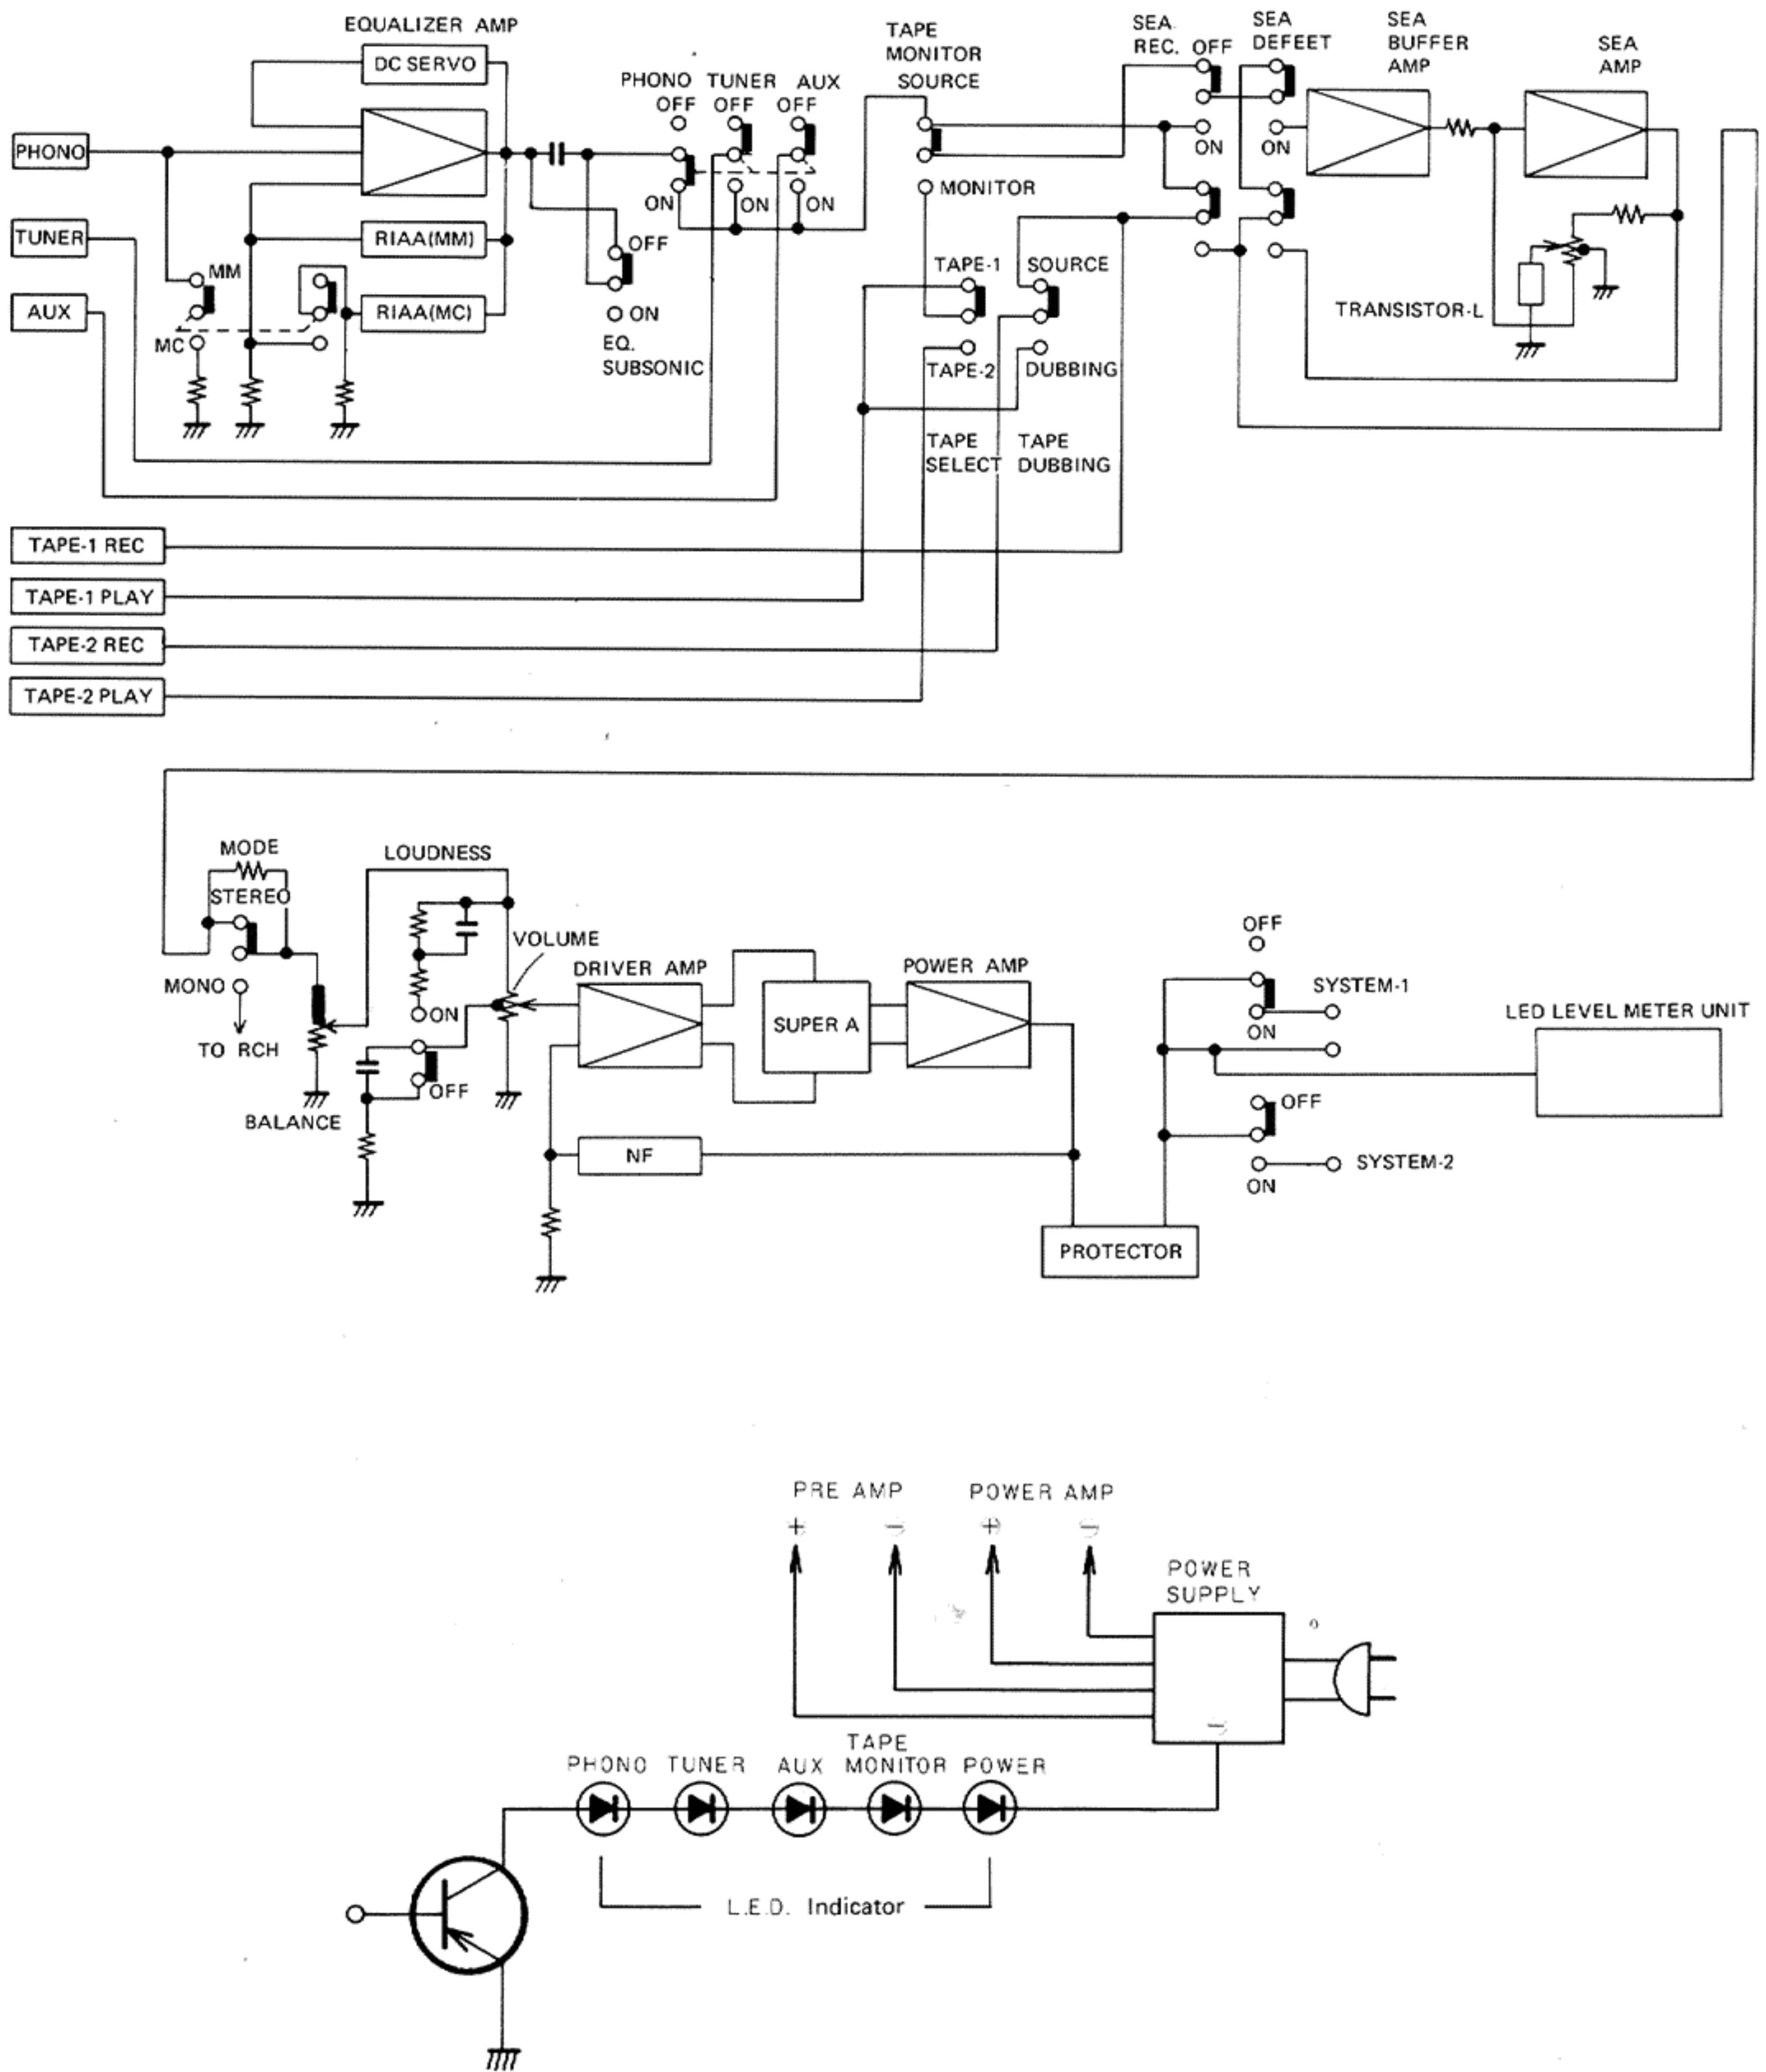 EQUALIZER AMP
DC SERVO
PHONO TUNER AUX
OFF OFF OFF
TAPE
MONITOR
SOURCE
SEA
REC. OFF
SEA
DEFEET
SEA
BUFFER
AMP
SEA
AMP
PHONO
ON
ON
MONITOR
ON
ON
ON
TUNER
RIAA(MM)
OFF
MM
TAPE-1
SOURCE
AUX
RIAA(MC)
ON
TRANSISTOR-L
MC
EQ.
SUBSONIC
TAPE-2
DUBBING
TAPE
SELECT
TAPE
DUBBING
TAPE-1 REC
TAPE-1 PLAY
TAPE-2 REC
TAPE-2 PLAY
MODE
STEREO
LOUDNESS
VOLUME
DRIVER AMP
POWER AMP
OFF
MONO
ON
SUPER A
SYSTEM-1
ON
LED LEVEL METER UNIT
TO RCH
OFF
OFF
BALANCE
NF
SYSTEM-2
ON
PROTECTOR
PRE AMP
POWER AMP
+ − + −
POWER
SUPPLY
−
PHONO TUNER AUX
TAPE
MONITOR
POWER
L.E.D. Indicator